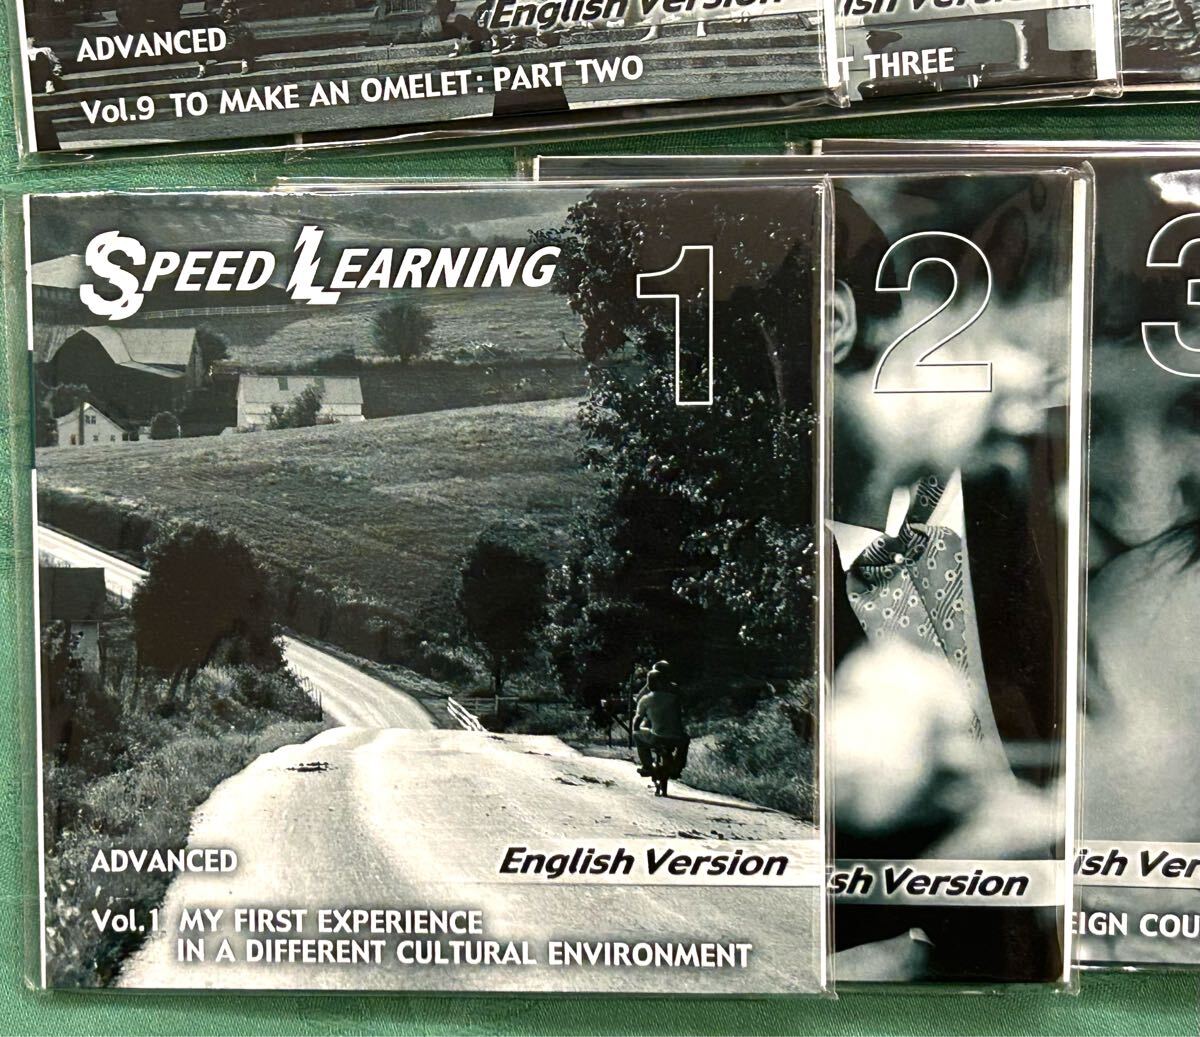 English Version
ADVANCED
Vol.9 TO MAKE AN OMELET: PART TWO
THREE
SPEED LEARNING
1
2
3
ADVANCED
English Version
Vol.1 MY FIRST EXPERIENCE
IN A DIFFERENT CULTURAL ENVIRONMENT
sh Version
ish Ver
EIGN COU